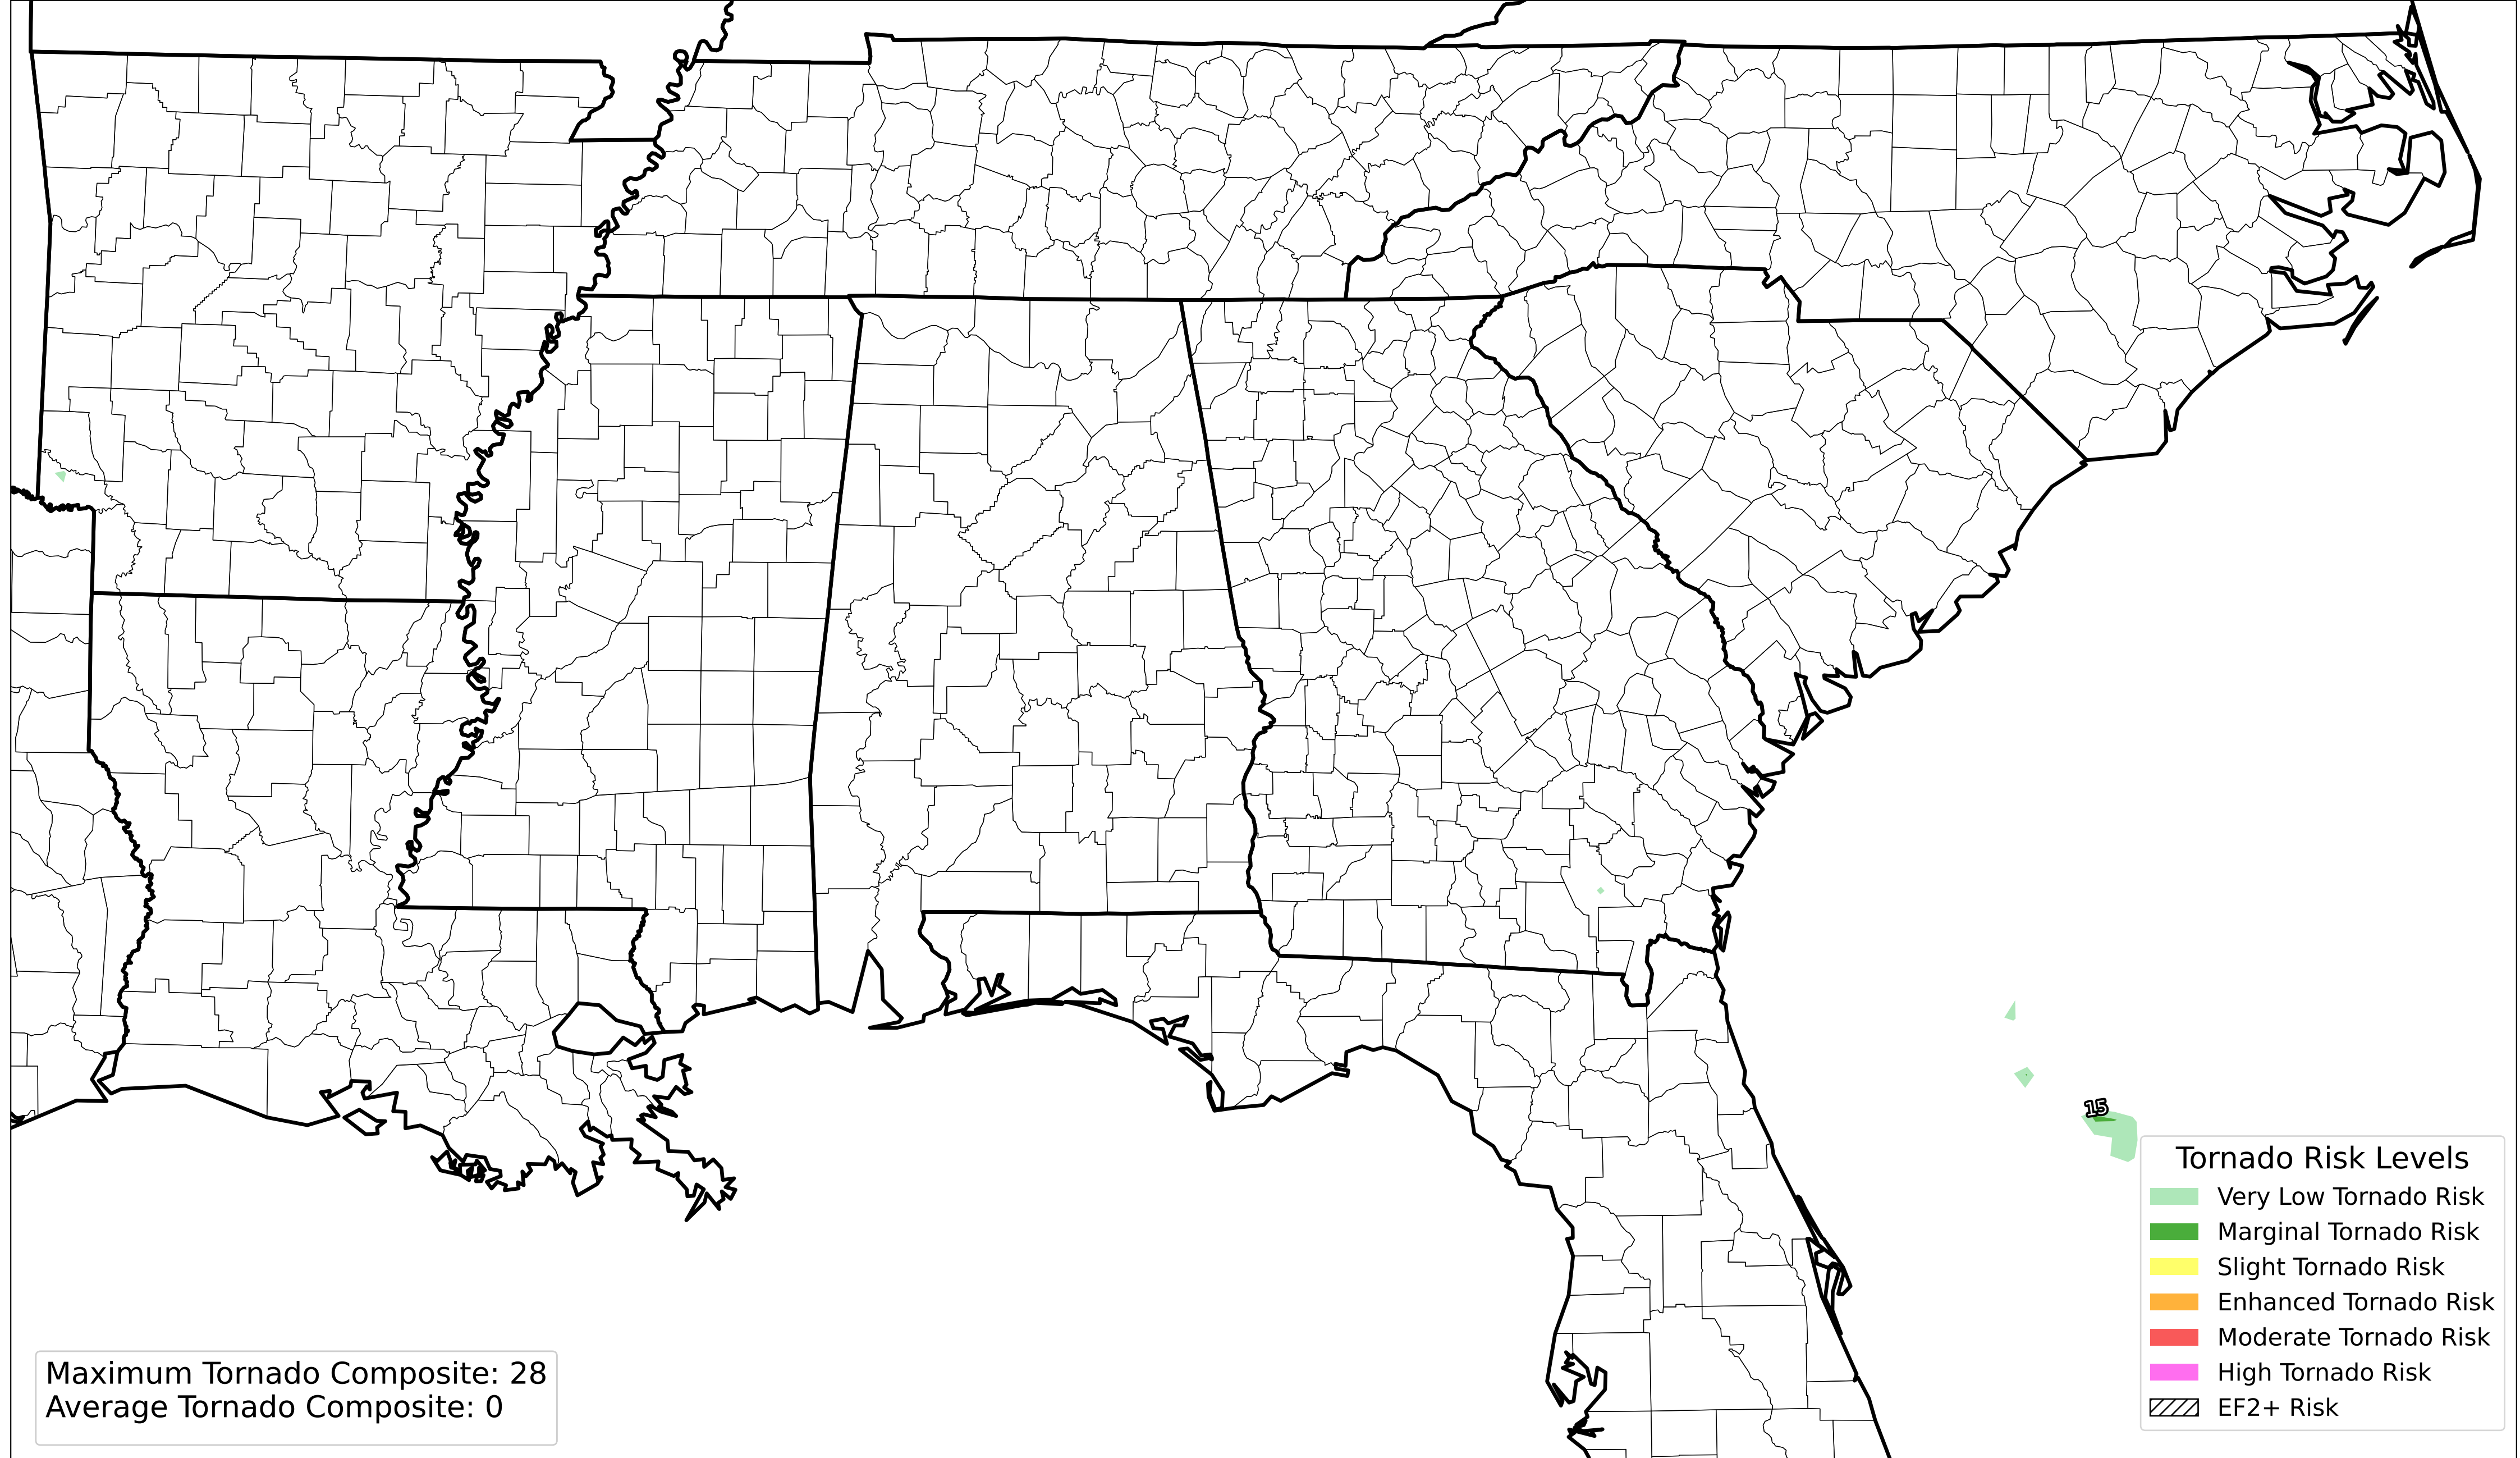 15
Tornado Risk Levels
Very Low Tornado Risk
Marginal Tornado Risk
Slight Tornado Risk
Enhanced Tornado Risk
Moderate Tornado Risk
High Tornado Risk
EF2+ Risk
Maximum Tornado Composite: 28
Average Tornado Composite: 0